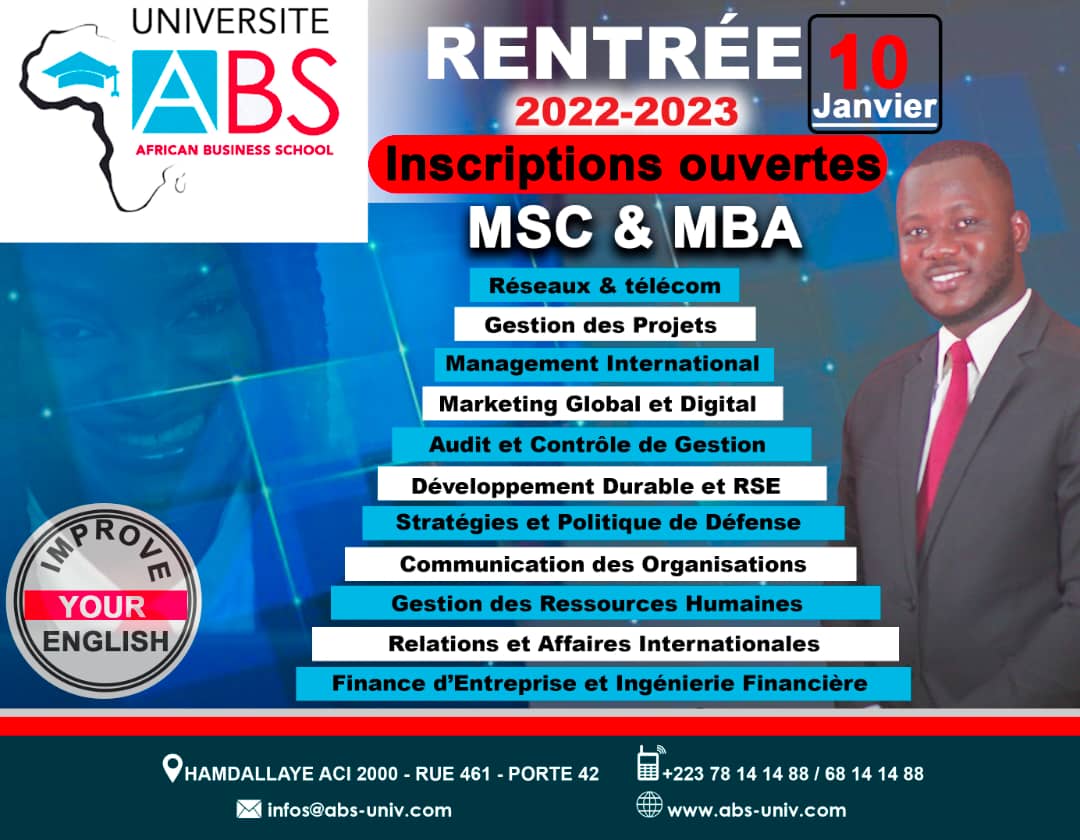 UNIVERSITE
ABS
AFRICAN BUSINESS SCHOOL
RENTRÉE
2022-2023
10
Janvier
Inscriptions ouvertes
MSC & MBA
Réseaux & télécom
Gestion des Projets
Management International
Marketing Global et Digital
Audit et Contrôle de Gestion
Développement Durable et RSE
Stratégies et Politique de Défense
Communication des Organisations
Gestion des Ressources Humaines
Relations et Affaires Internationales
Finance d'Entreprise et Ingénierie Financière
IMPROVE
YOUR
ENGLISH
HAMDALLAYE ACI 2000 - RUE 461 - PORTE 42
+223 78 14 14 88 / 68 14 14 88
infos@abs-univ.com
www.abs-univ.com